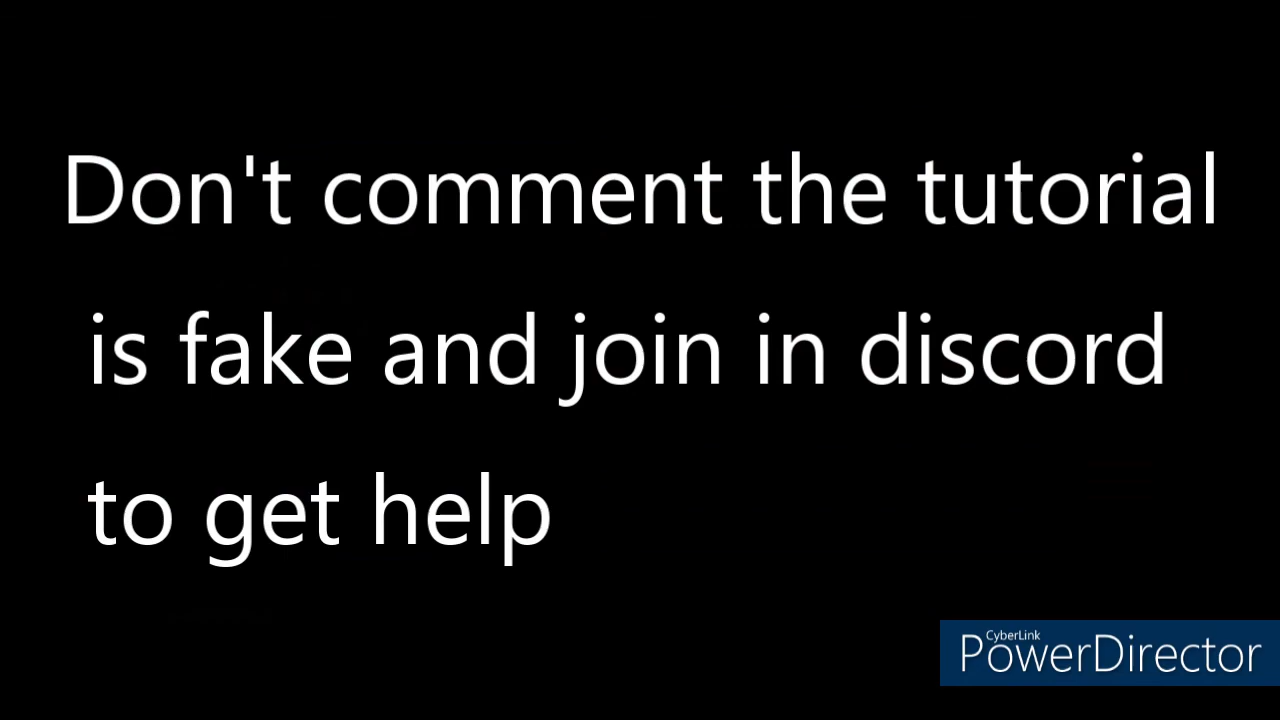 Don't comment the tutorial
is fake and join in discord
to get help
CyberLink
PowerDirector